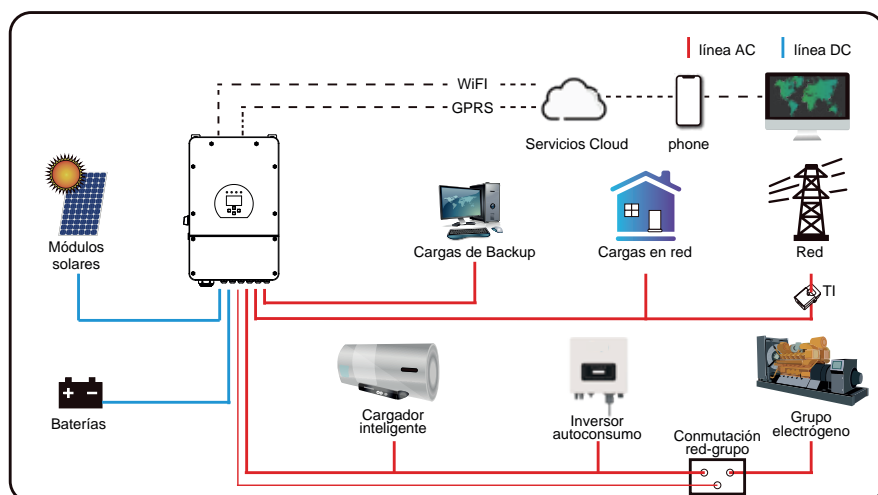 línea AC
línea DC
WiFI
GPRS
Servicios Cloud
phone
Módulos
solares
Cargas de Backup
Cargas en red
Red
TI
Baterías
Cargador
inteligente
Inversor
autoconsumo
Grupo
electrógeno
Conmutación
red-grupo